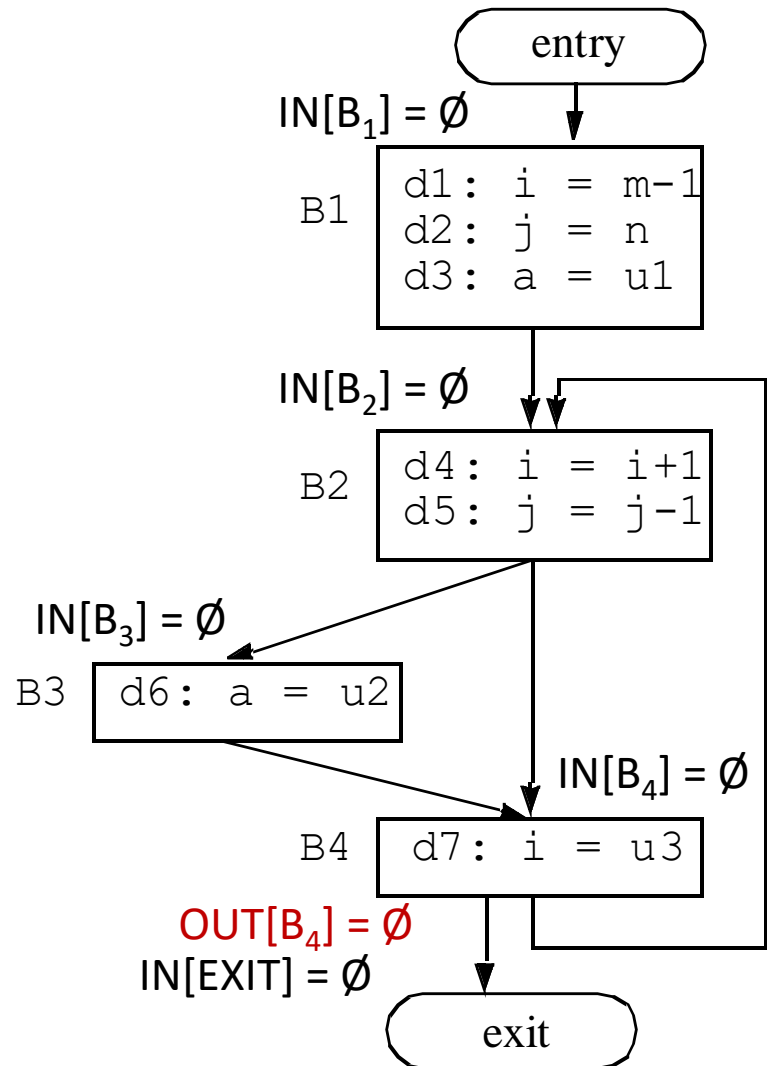 entry
IN[B₁] = Ø
B1
d1: i = m-1
d2: j = n
d3: a = u1
IN[B₂] = Ø
B2
d4: i = i+1
d5: j = j-1
IN[B₃] = Ø
B3
d6: a = u2
IN[B₄] = Ø
B4
d7: i = u3
OUT[B₄] = Ø
IN[EXIT] = Ø
exit